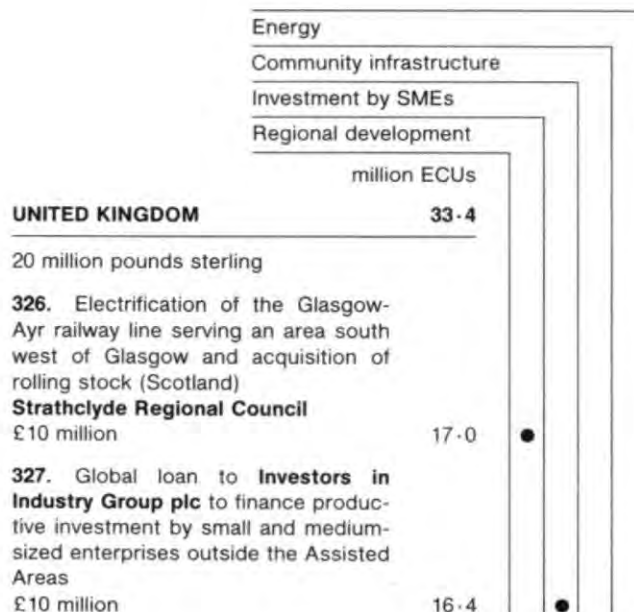 Energy
Community infrastructure
Investment by SMEs
Regional development
million ECUs
UNITED KINGDOM 33·4
20 million pounds sterling
326. Electrification of the Glasgow-
Ayr railway line serving an area south
west of Glasgow and acquisition of
rolling stock (Scotland)
Strathclyde Regional Council
£10 million 17·0 ●
327. Global loan to Investors in
Industry Group plc to finance produc-
tive investment by small and medium-
sized enterprises outside the Assisted
Areas
£10 million 16·4 ●